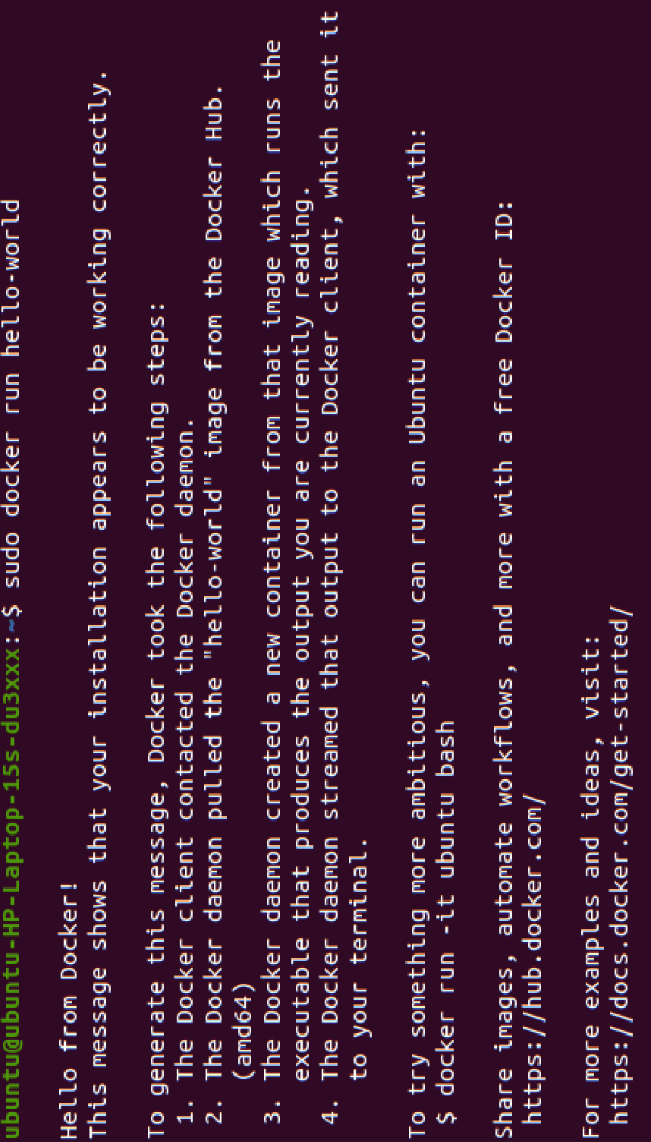 ubuntu@ubuntu-HP-Laptop-15s-du3xxx:~$ sudo docker run hello-world
Hello from Docker!
This message shows that your installation appears to be working correctly.
To generate this message, Docker took the following steps:
1. The Docker client contacted the Docker daemon.
2. The Docker daemon pulled the "hello-world" image from the Docker Hub.
(amd64)
3. The Docker daemon created a new container from that image which runs the
executable that produces the output you are currently reading.
4. The Docker daemon streamed that output to the Docker client, which sent it
to your terminal.
To try something more ambitious, you can run an Ubuntu container with:
$ docker run -it ubuntu bash
Share images, automate workflows, and more with a free Docker ID:
https://hub.docker.com/
For more examples and ideas, visit:
https://docs.docker.com/get-started/